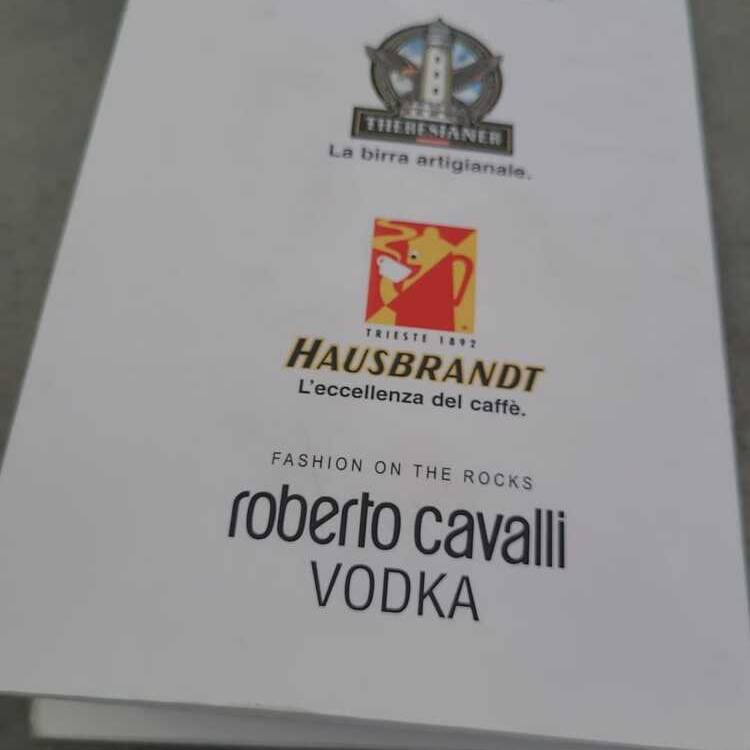 THERESIANER
La birra artigianale.
TRIESTE 1892
HAUSBRANDT
L'eccellenza del caffè.
FASHION ON THE ROCKS
roberto cavalli
VODKA